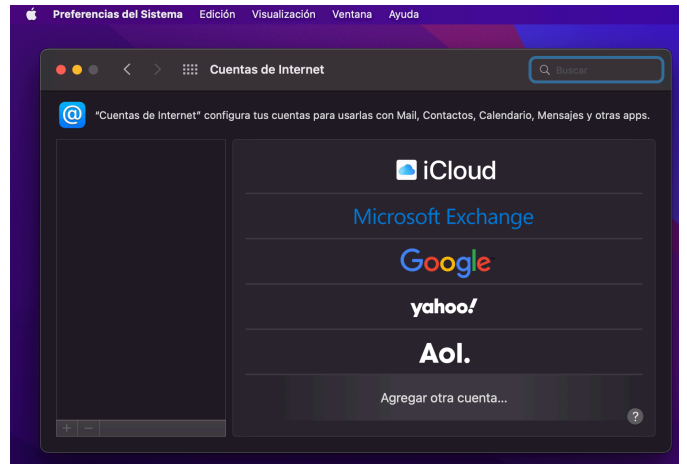 Preferencias del Sistema Edición Visualización Ventana Ayuda
Cuentas de Internet
Buscar
"Cuentas de Internet" configura tus cuentas para usarlas con Mail, Contactos, Calendario, Mensajes y otras apps.
iCloud
Microsoft Exchange
Google
yahoo!
Aol.
Agregar otra cuenta...
?
+ −